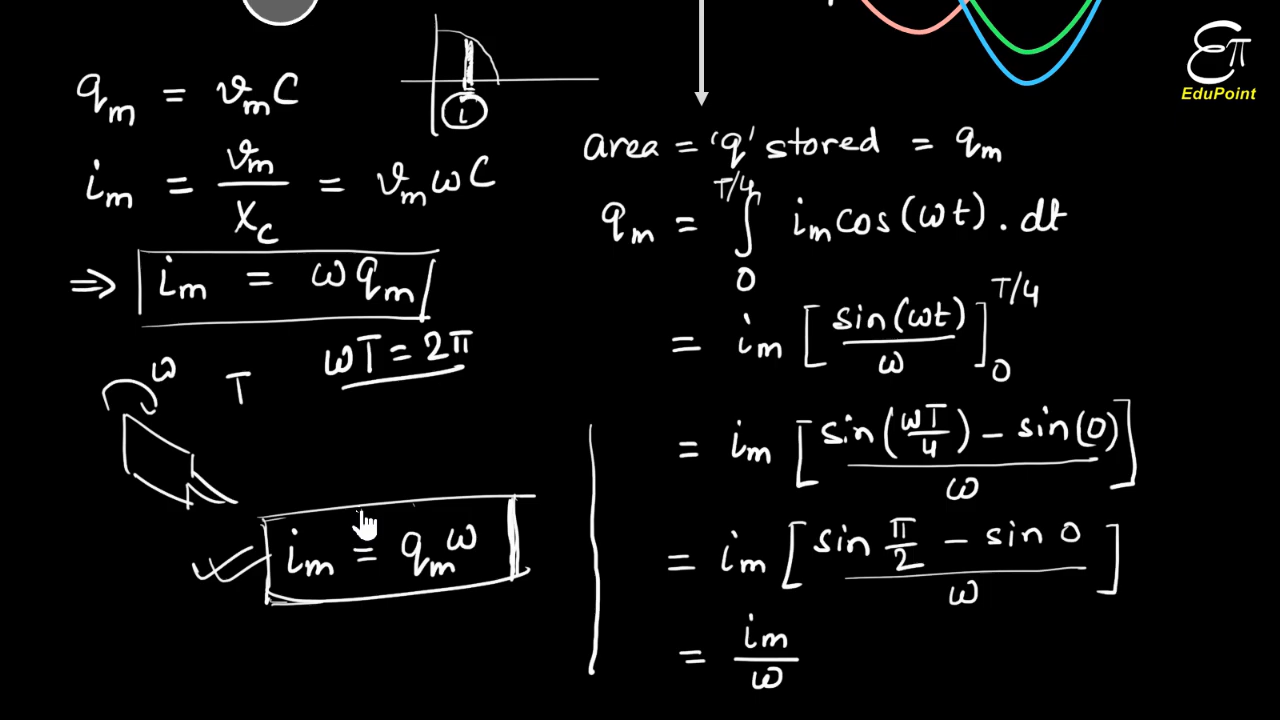 επ
EduPoint
q_m = v_m C
i
i_m = v_m / X_c = v_m ω C
⇒ i_m = ω q_m
ωT = 2π
ω T
i_m = q_m ω
area = 'q' stored = q_m
q_m = ∫_0^{T/4} i_m cos(ωt) . dt
= i_m [ sin(ωt) / ω ]_0^{T/4}
= i_m [ sin(ωT/4) - sin(0) / ω ]
= i_m [ sin π/2 - sin 0 / ω ]
= i_m / ω